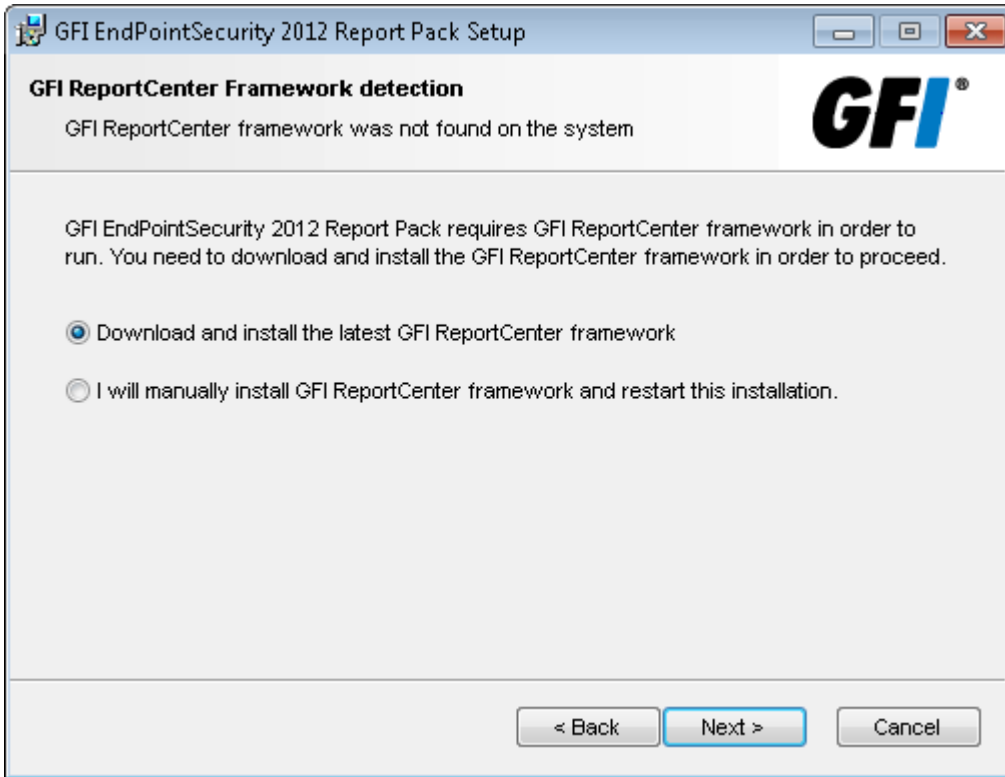 GFI EndPointSecurity 2012 Report Pack Setup
GFI ReportCenter Framework detection
GFI ReportCenter framework was not found on the system
GFI®
GFI EndPointSecurity 2012 Report Pack requires GFI ReportCenter framework in order to
run. You need to download and install the GFI ReportCenter framework in order to proceed.
Download and install the latest GFI ReportCenter framework
I will manually install GFI ReportCenter framework and restart this installation.
< Back
Next >
Cancel